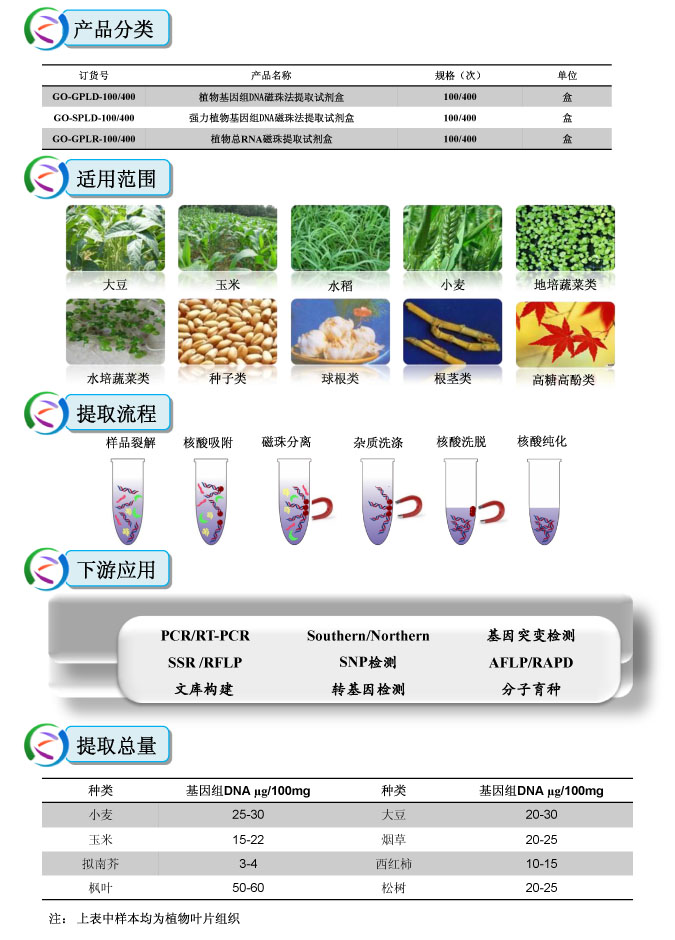 产品分类
订货号 产品名称 规格（次） 单位
GO-GPLD-100/400 植物基因组DNA磁珠法提取试剂盒 100/400 盒
GO-SPLD-100/400 强力植物基因组DNA磁珠法提取试剂盒 100/400 盒
GO-GPLR-100/400 植物总RNA磁珠提取试剂盒 100/400 盒
适用范围
大豆 玉米 水稻 小麦 地培蔬菜类
水培蔬菜类 种子类 球根类 根茎类 高糖高酚类
提取流程
样品裂解 核酸吸附 磁珠分离 杂质洗涤 核酸洗脱 核酸纯化
下游应用
PCR/RT-PCR Southern/Northern 基因突变检测
SSR /RFLP SNP检测 AFLP/RAPD
文库构建 转基因检测 分子育种
提取总量
种类 基因组DNA μg/100mg 种类 基因组DNA μg/100mg
小麦 25-30 大豆 20-30
玉米 15-22 烟草 20-25
拟南芥 3-4 西红柿 10-15
枫叶 50-60 松树 20-25
注： 上表中样本均为植物叶片组织